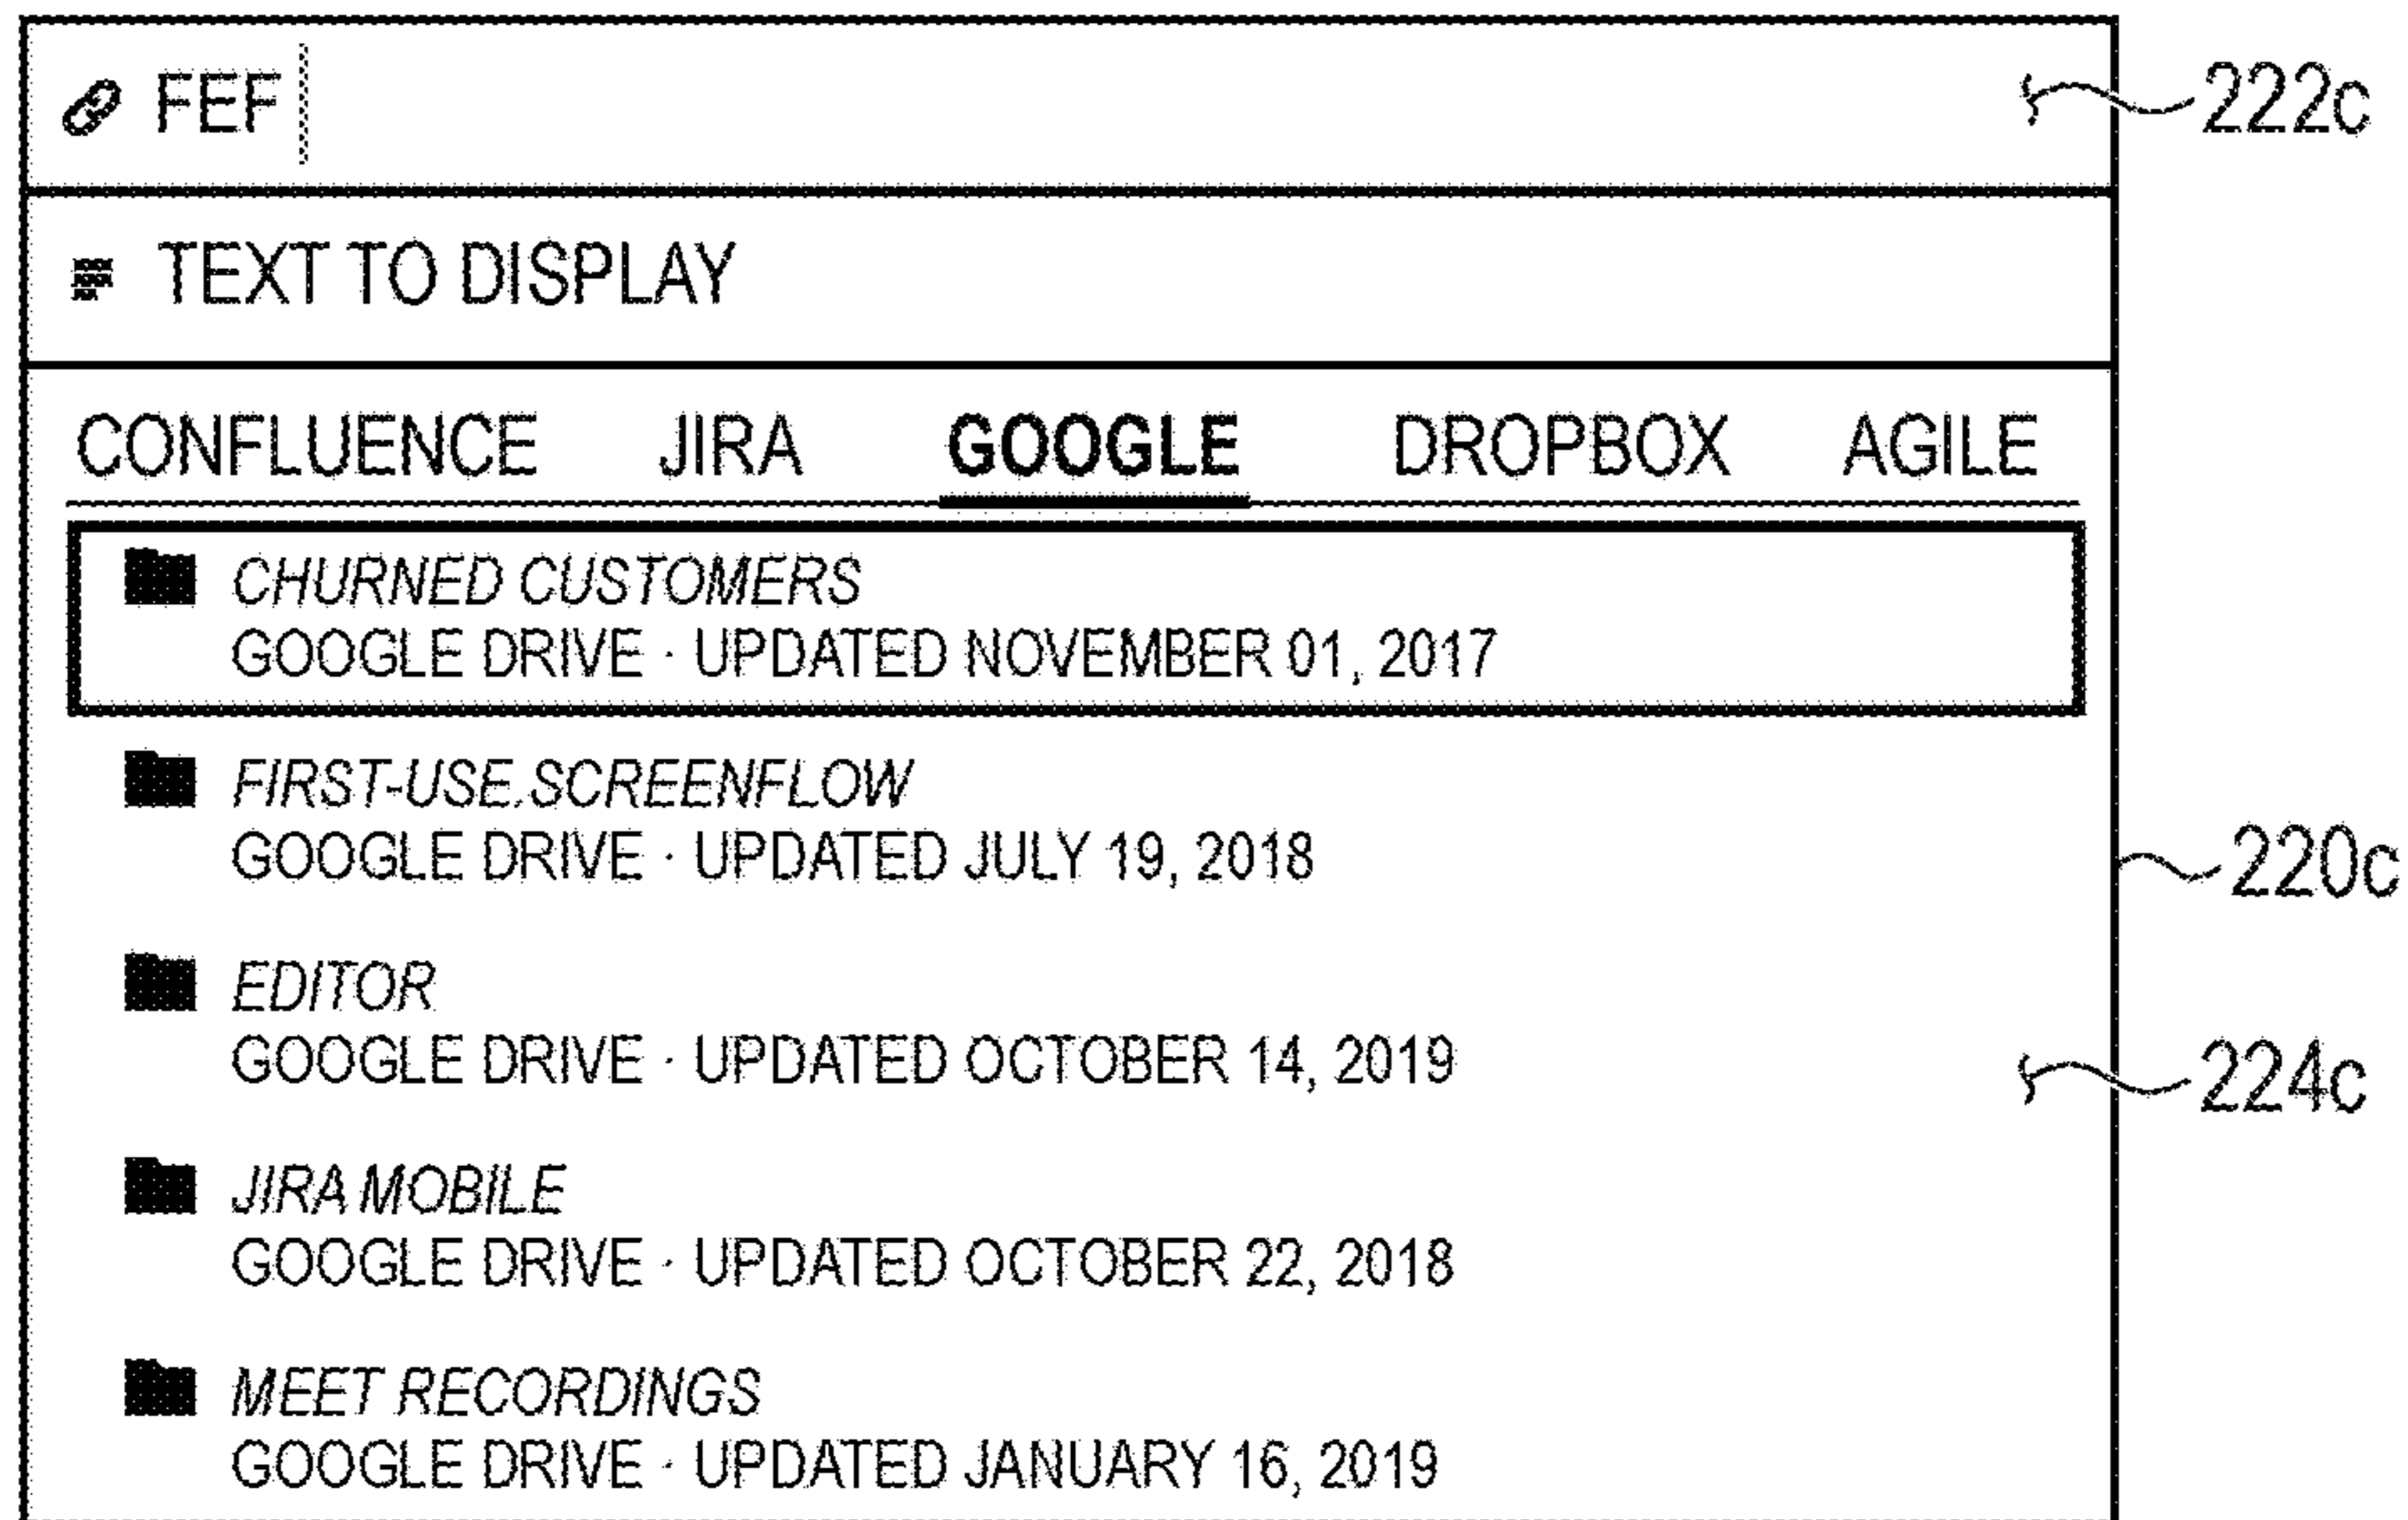 FEF
222c
TEXT TO DISPLAY
CONFLUENCE JIRA GOOGLE DROPBOX AGILE
CHURNED CUSTOMERS
GOOGLE DRIVE · UPDATED NOVEMBER 01, 2017
FIRST-USE.SCREENFLOW
GOOGLE DRIVE · UPDATED JULY 19, 2018
220c
EDITOR
GOOGLE DRIVE · UPDATED OCTOBER 14, 2019
224c
JIRA MOBILE
GOOGLE DRIVE · UPDATED OCTOBER 22, 2018
MEET RECORDINGS
GOOGLE DRIVE · UPDATED JANUARY 16, 2019